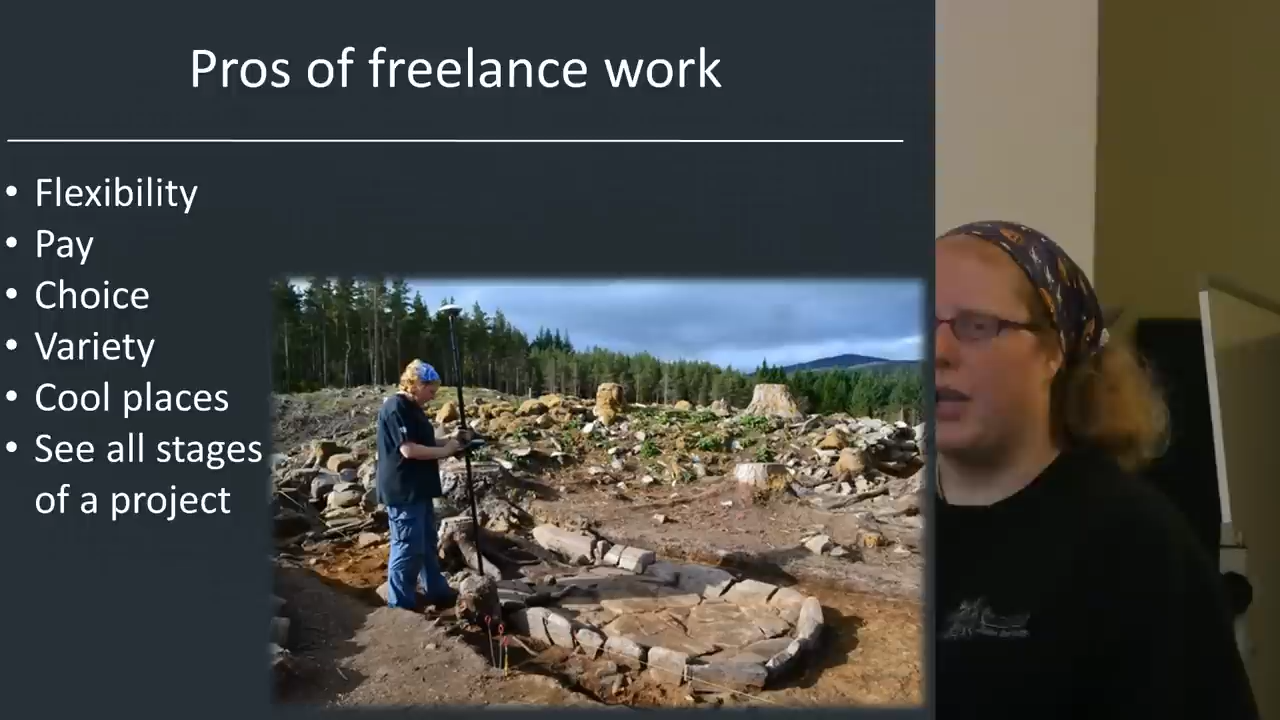 Pros of freelance work
• Flexibility
• Pay
• Choice
• Variety
• Cool places
• See all stages
of a project